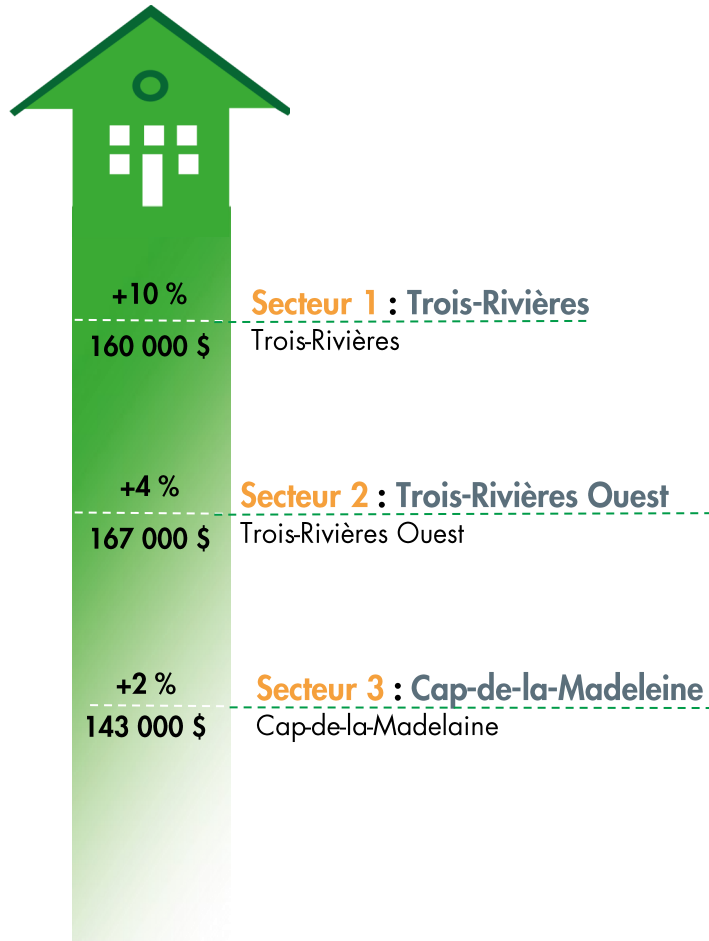 +10 %
Secteur 1 : Trois-Rivières
160 000 $
Trois-Rivières
+4 %
Secteur 2 : Trois-Rivières Ouest
167 000 $
Trois-Rivières Ouest
+2 %
Secteur 3 : Cap-de-la-Madeleine
143 000 $
Cap-de-la-Madelaine